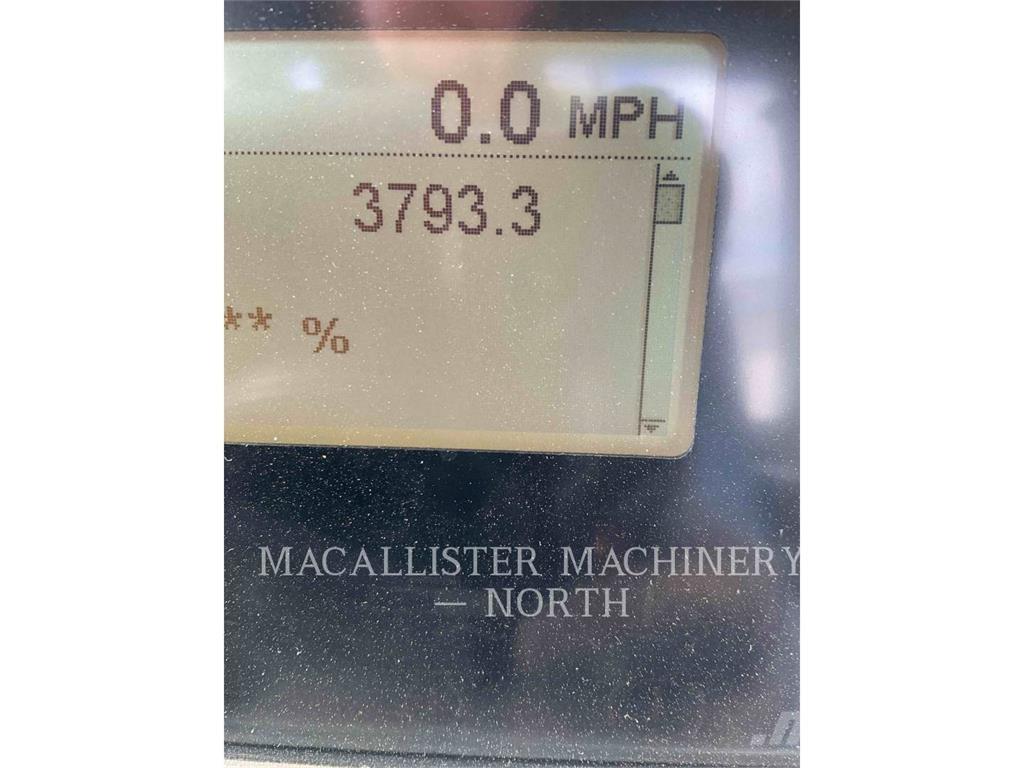 0.0 MPH
3793.3
** %
MACALLISTER MACHINERY
— NORTH